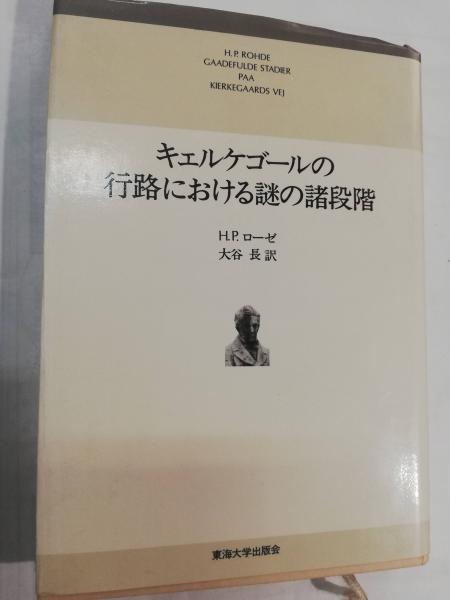 H.P. ROHDE
GAADEFULDE STADIER
PAA
KIERKEGAARDS VEJ
キェルケゴールの
行路における謎の諸段階
H.P. ローゼ
大谷 長 訳
東海大学出版会